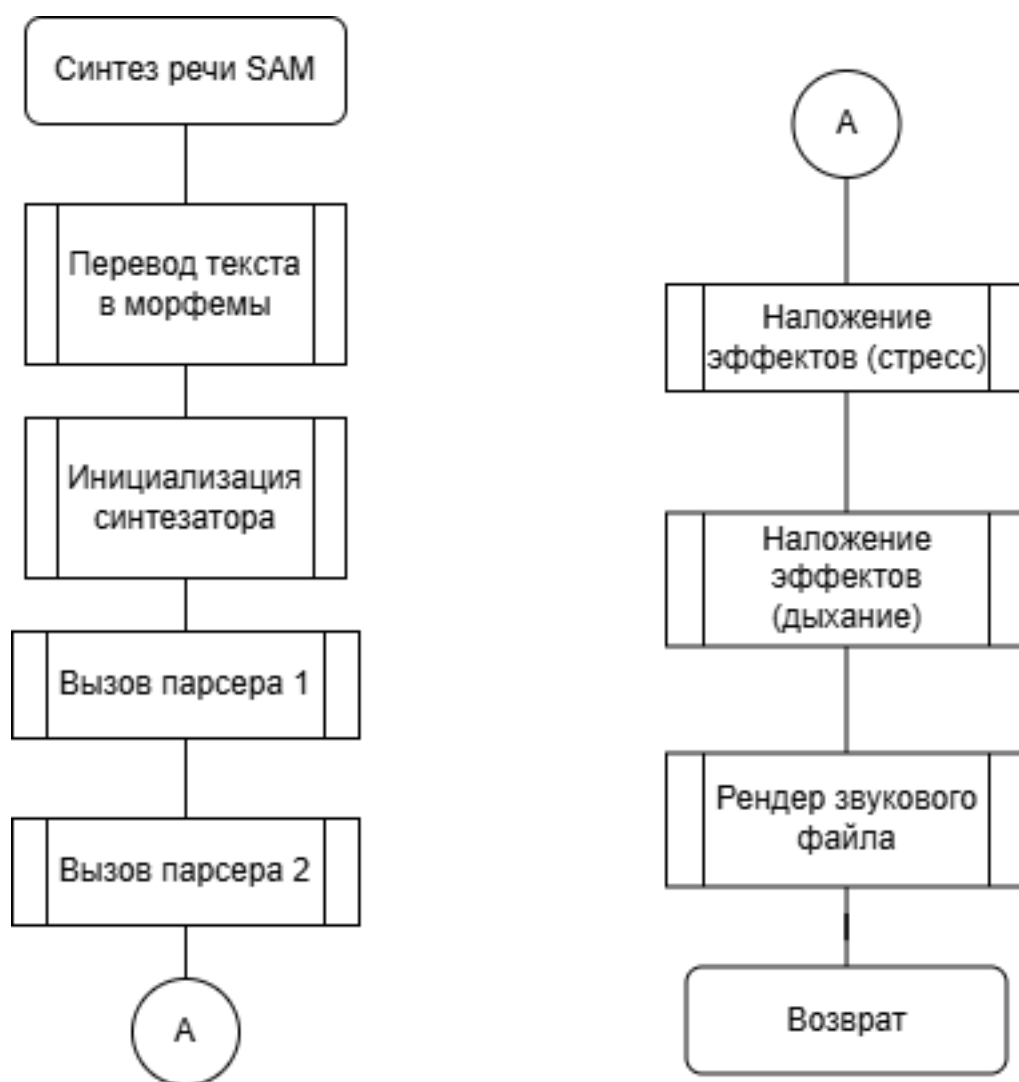 Синтез речи SAM
Перевод текста
в морфемы
Инициализация
синтезатора
Вызов парсера 1
Вызов парсера 2
А
А
Наложение
эффектов (стресс)
Наложение
эффектов
(дыхание)
Рендер звукового
файла
Возврат